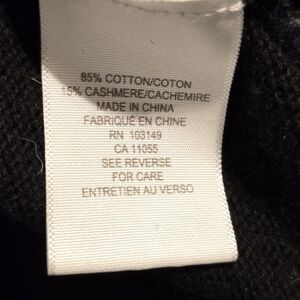 85% COTTON/COTON
15% CASHMERE/CACHEMIRE
MADE IN CHINA
FABRIQUÉ EN CHINE
RN 103149
CA 11055
SEE REVERSE
FOR CARE
ENTRETIEN AU VERSO